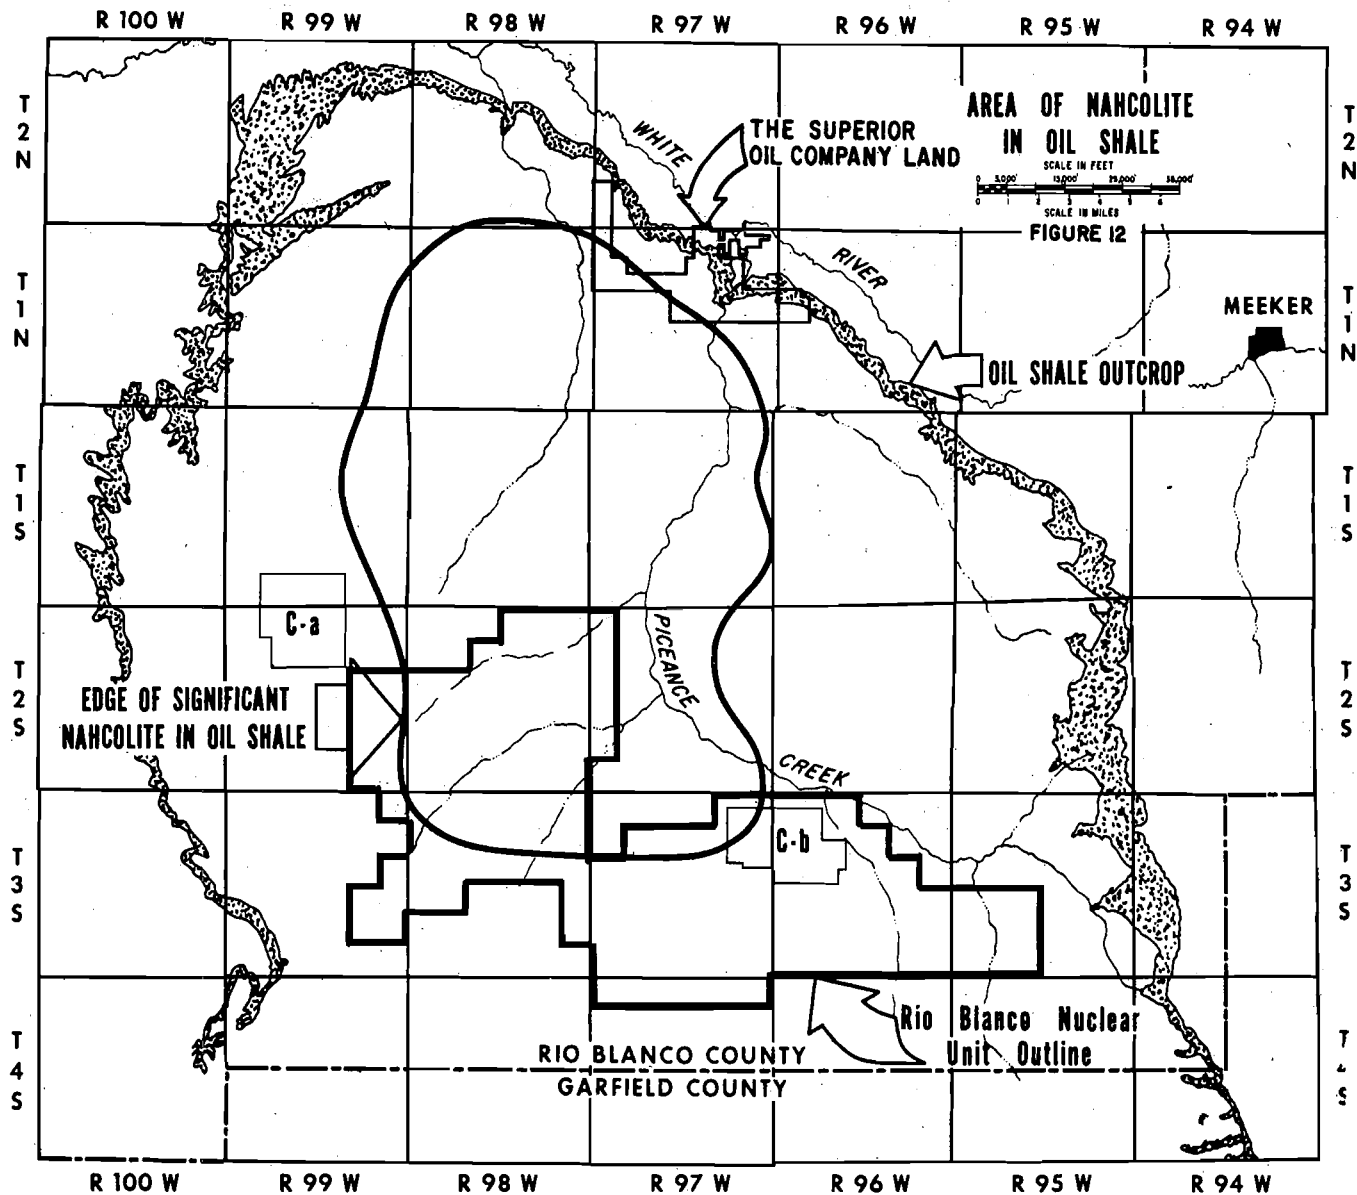 R 100 W R 99 W R 98 W R 97 W R 96 W R 95 W R 94 W
T 2 N
T 2 N
AREA OF NAHCOLITE
IN OIL SHALE
SCALE IN FEET
0 5,000'
SCALE IN MILES
FIGURE 12
WHITE
THE SUPERIOR
OIL COMPANY LAND
RIVER
T 1 N
T 1 N
MEEKER
OIL SHALE OUTCROP
T 1 S
T 1 S
C-a
PICEANCE
T 2 S
T 2 S
EDGE OF SIGNIFICANT
NAHCOLITE IN OIL SHALE
CREEK
C-b
T 3 S
T 3 S
Rio Blanco Nuclear
Unit Outline
T 4 S
RIO BLANCO COUNTY
GARFIELD COUNTY
R 100 W R 99 W R 98 W R 97 W R 96 W R 95 W R 94 W